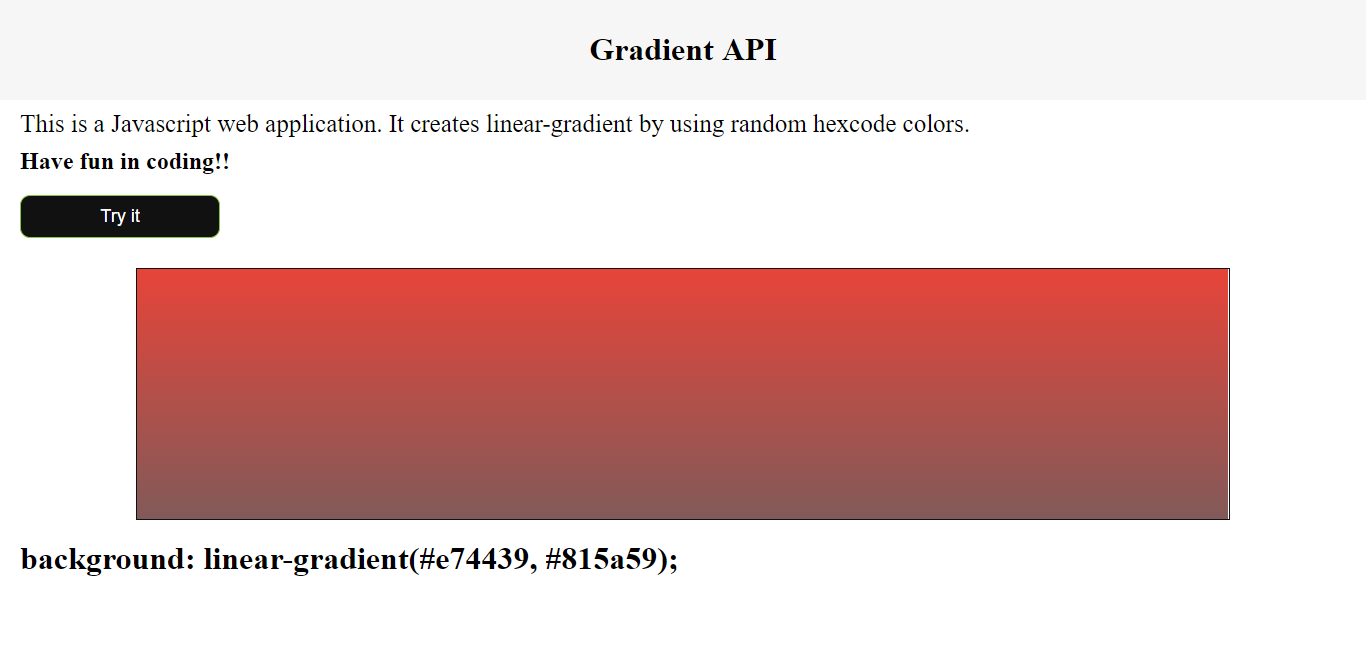 Gradient API
This is a Javascript web application. It creates linear-gradient by using random hexcode colors.
Have fun in coding!!
Try it
background: linear-gradient(#e74439, #815a59);